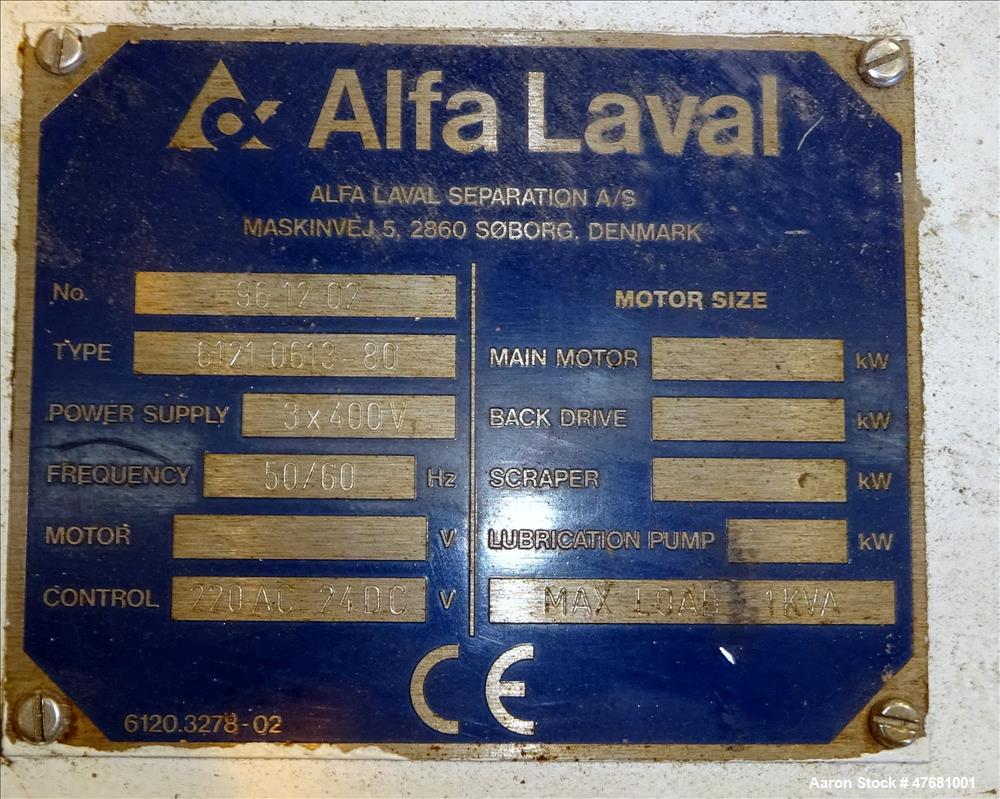 Alfa Laval
ALFA LAVAL SEPARATION A/S
MASKINVEJ 5, 2860 SØBORG, DENMARK
No. 96 12 02
TYPE 6121 0613-80
POWER SUPPLY 3x400V
FREQUENCY 50/60 Hz
MOTOR V
CONTROL 220 AC 24 DC V
MOTOR SIZE
MAIN MOTOR kW
BACK DRIVE kW
SCRAPER kW
LUBRICATION PUMP kW
MAX LOAD 1KVA
CE
6120.3278-02
Aaron Stock # 47681001